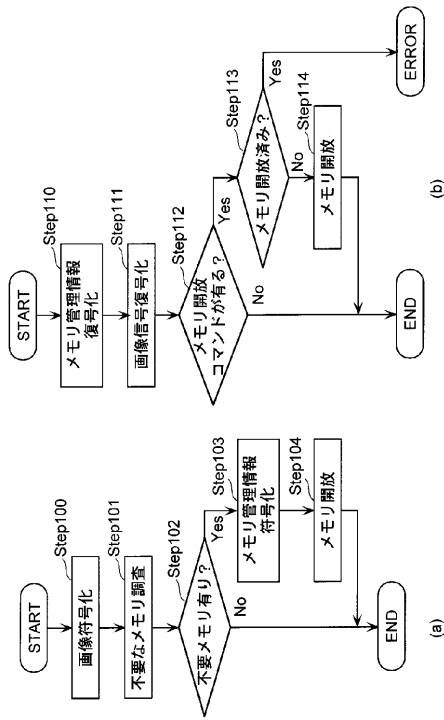 START
Step100
画像符号化
Step101
不要なメモリ調査
Step102
不要メモリ有り？
Yes
No
Step103
メモリ管理情報
符号化
Step104
メモリ開放
END
(a)
START
Step110
メモリ管理情報
復号化
Step111
画像信号復号化
Step112
メモリ開放
コマンドが有る？
Yes
No
Step113
メモリ開放済み？
Yes
No
Step114
メモリ開放
END
ERROR
(b)